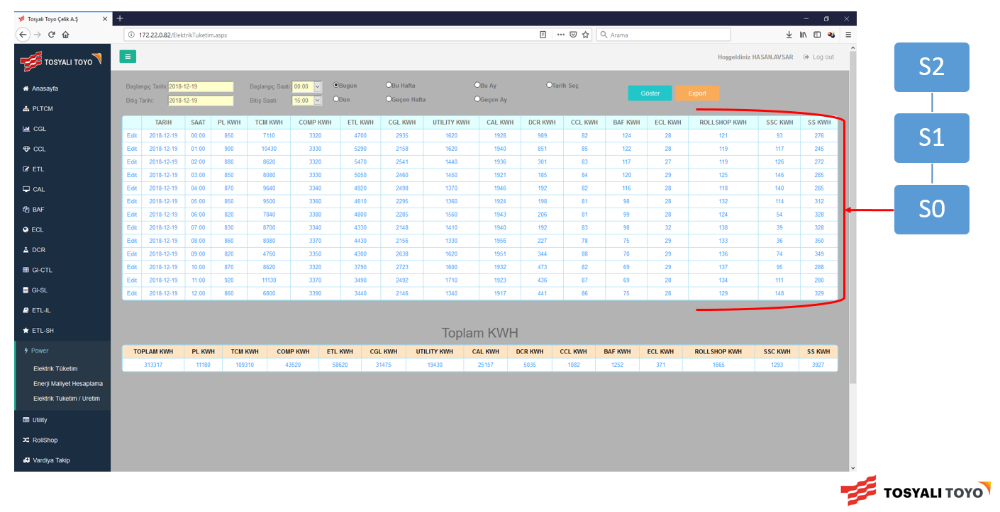 Tosyalı Toyo Çelik A.Ş
172.22.0.82/ElektrikTuketim.aspx
Arama
TOSYALI TOYO
Hoşgeldiniz HASAN.AVSAR Log out
Anasayfa
PLTCM
CGL
CCL
ETL
CAL
BAF
ECL
DCR
GI-CTL
GI-SL
ETL-IL
ETL-SH
Power
Elektrik Tüketim
Enerji Maliyet Hesaplama
Elektrik Tuketim / Uretim
Utility
RollShop
Vardiya Takip
Başlangıç Tarihi: 2018-12-19 Başlangıç Saati: 00:00 Bugün Bu Hafta Bu Ay Tarih Seç
Bitiş Tarihi: 2018-12-19 Bitiş Saati: 15:00 Dün Geçen Hafta Geçen Ay
Göster Export
TARIH SAAT PL KWH TCM KWH COMP KWH ETL KWH CGL KWH UTILITY KWH CAL KWH DCR KWH CCL KWH BAF KWH ECL KWH ROLLSHOP KWH SSC KWH SS KWH
Edit 2018-12-19 00:00 850 7110 3320 4700 2935 1620 1928 989 82 124 28 121 93 276
Edit 2018-12-19 01:00 900 10430 3330 5290 2158 1620 1940 851 85 122 28 119 117 245
Edit 2018-12-19 02:00 880 8620 3320 5470 2541 1440 1936 301 83 117 27 119 126 272
Edit 2018-12-19 03:00 850 8080 3330 5050 2460 1450 1921 185 84 120 29 125 146 285
Edit 2018-12-19 04:00 870 9640 3340 4920 2498 1370 1946 192 82 116 28 118 140 285
Edit 2018-12-19 05:00 850 9500 3360 4610 2295 1360 1924 198 81 98 28 132 114 312
Edit 2018-12-19 06:00 820 7840 3380 4800 2285 1560 1943 206 81 99 28 124 54 328
Edit 2018-12-19 07:00 830 8700 3340 4330 2148 1410 1940 192 83 98 32 138 39 328
Edit 2018-12-19 08:00 860 8080 3370 4430 2156 1330 1956 227 78 75 29 133 36 350
Edit 2018-12-19 09:00 820 4760 3350 4300 2638 1620 1951 344 88 70 29 136 74 349
Edit 2018-12-19 10:00 870 8620 3320 3790 2723 1600 1932 473 82 69 29 137 95 288
Edit 2018-12-19 11:00 920 11130 3370 3490 2492 1710 1923 436 87 69 28 134 111 280
Edit 2018-12-19 12:00 860 6800 3390 3440 2146 1340 1917 441 86 75 28 129 148 329
Toplam KWH
TOPLAM KWH PL KWH TCM KWH COMP KWH ETL KWH CGL KWH UTILITY KWH CAL KWH DCR KWH CCL KWH BAF KWH ECL KWH ROLLSHOP KWH SSC KWH SS KWH
313317 11180 109310 43520 58620 31475 19430 25157 5035 1082 1252 371 1665 1293 3927
S2
S1
S0
TOSYALI TOYO